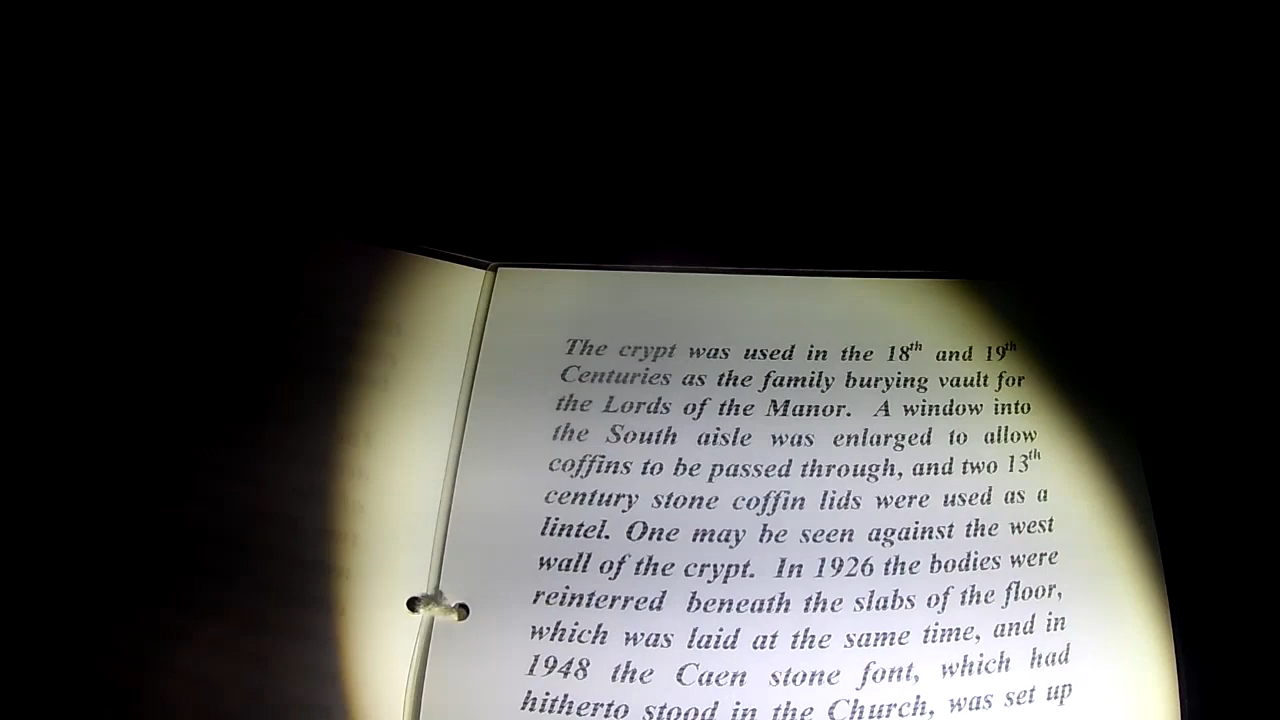 The crypt was used in the 18th and 19th
Centuries as the family burying vault for
the Lords of the Manor. A window into
the South aisle was enlarged to allow
coffins to be passed through, and two 13th
century stone coffin lids were used as a
lintel. One may be seen against the west
wall of the crypt. In 1926 the bodies were
reinterred beneath the slabs of the floor,
which was laid at the same time, and in
1948 the Caen stone font, which had
hitherto stood in the Church, was set up